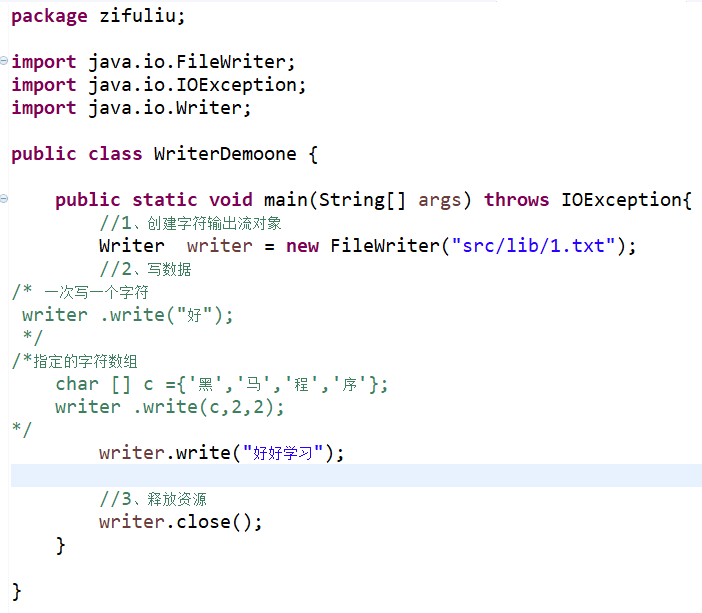 package zifuliu;
import java.io.FileWriter;
import java.io.IOException;
import java.io.Writer;
public class WriterDemoone {
public static void main(String[] args) throws IOException{
//1、创建字符输出流对象
Writer  writer = new FileWriter("src/lib/1.txt");
//2、写数据
/* 一次写一个字符
writer .write("好");
*/
/*指定的字符数组
char [] c ={'黑','马','程','序'};
writer .write(c,2,2);
*/
writer.write("好好学习");
//3、释放资源
writer.close();
}
}